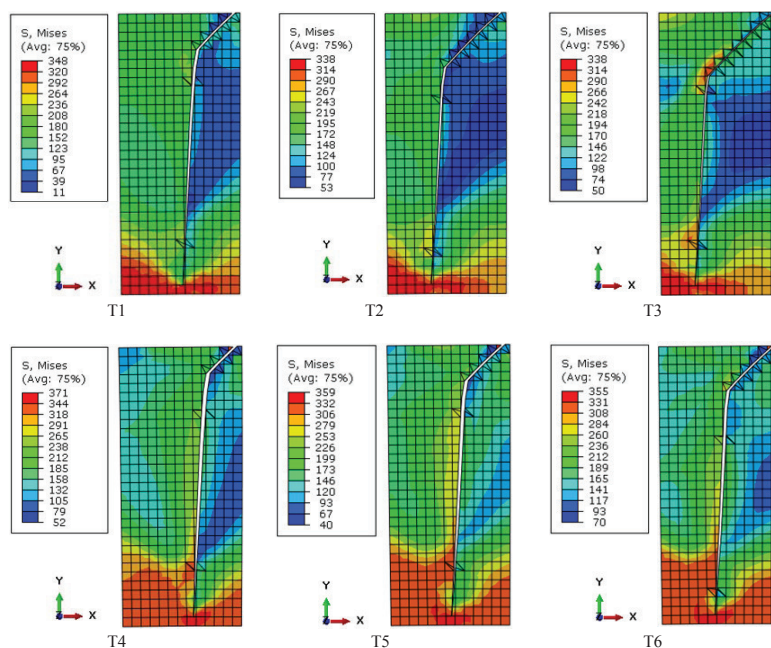 S, Mises
(Avg: 75%)
348
320
292
264
236
208
180
152
123
95
67
39
11
Y
Z
X
T1
S, Mises
(Avg: 75%)
338
314
290
267
243
219
195
172
148
124
100
77
53
Y
Z
X
T2
S, Mises
(Avg: 75%)
338
314
290
266
242
218
194
170
146
122
98
74
50
Y
Z
X
T3
S, Mises
(Avg: 75%)
371
344
318
291
265
238
212
185
158
132
105
79
52
Y
Z
X
T4
S, Mises
(Avg: 75%)
359
332
306
279
253
226
199
173
146
120
93
67
40
Y
Z
X
T5
S, Mises
(Avg: 75%)
355
331
308
284
260
236
212
189
165
141
117
93
70
Y
Z
X
T6